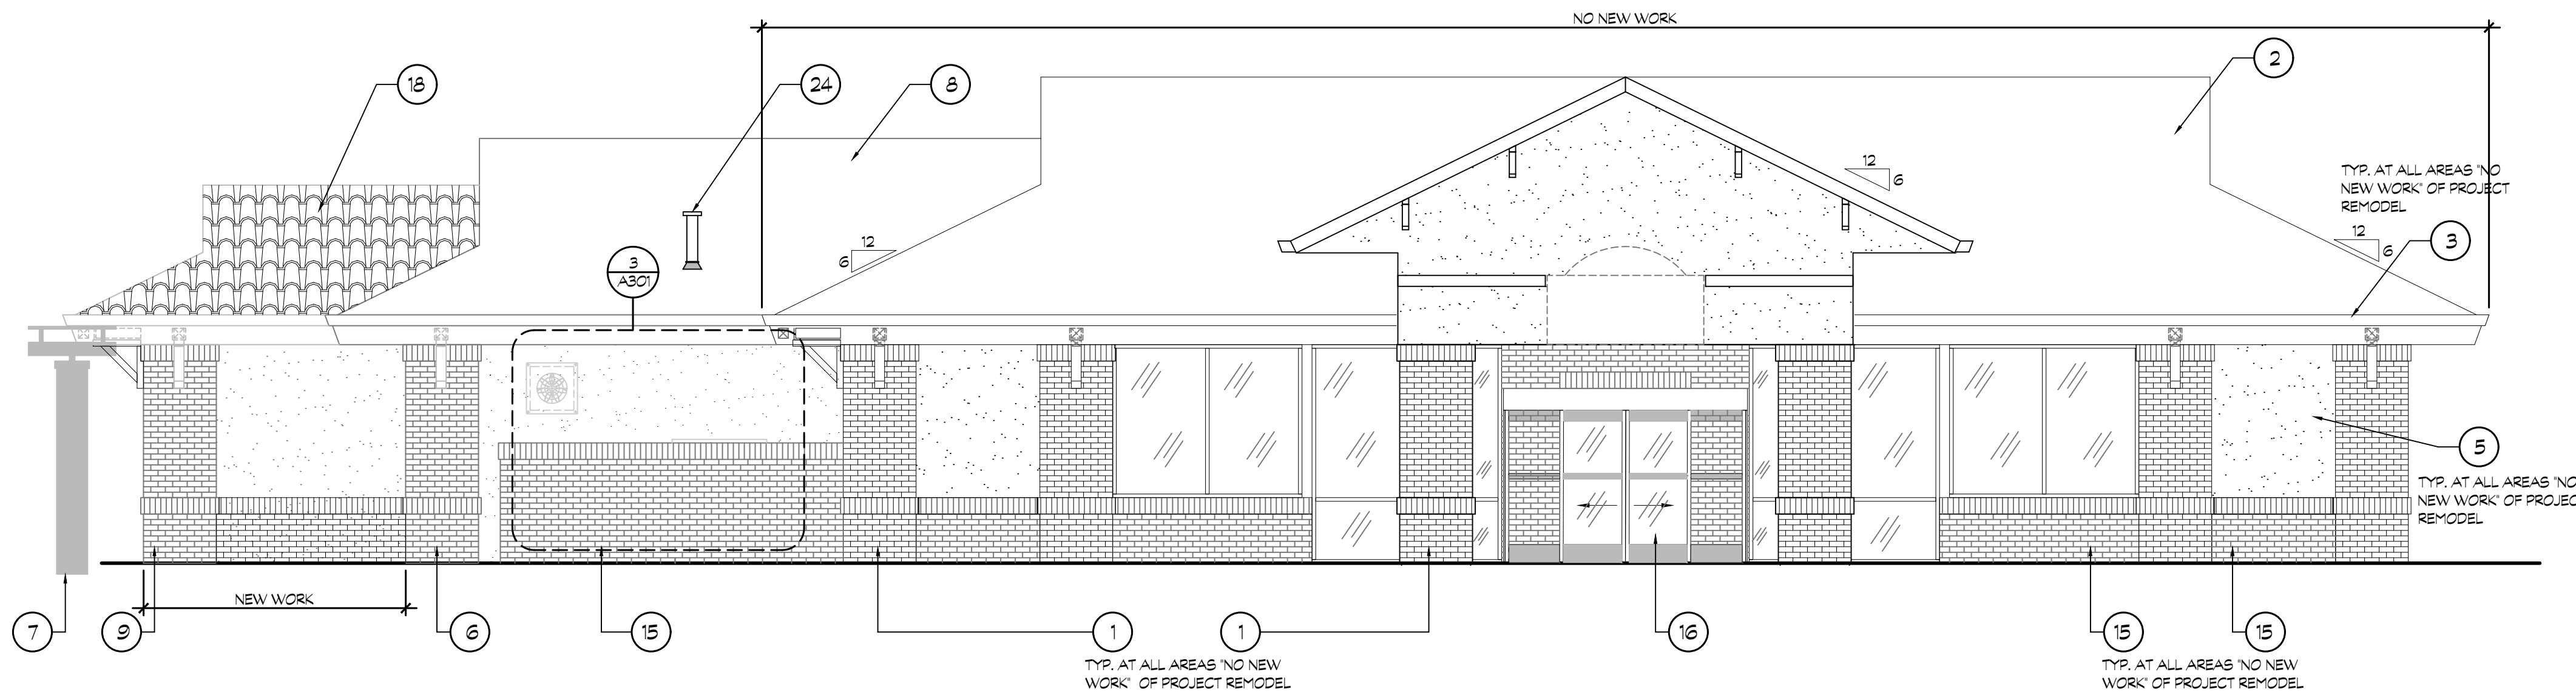 NO NEW WORK
18
24
8
2
12
6
TYP. AT ALL AREAS "NO
NEW WORK" OF PROJECT
REMODEL
12
6
3
3
A301
12
6
5
TYP. AT ALL AREAS "NO
NEW WORK" OF PROJEC
REMODEL
NEW WORK
7
9
6
15
1
TYP. AT ALL AREAS "NO NEW
WORK" OF PROJECT REMODEL
1
16
15
15
TYP. AT ALL AREAS "NO NEW
WORK" OF PROJECT REMODEL